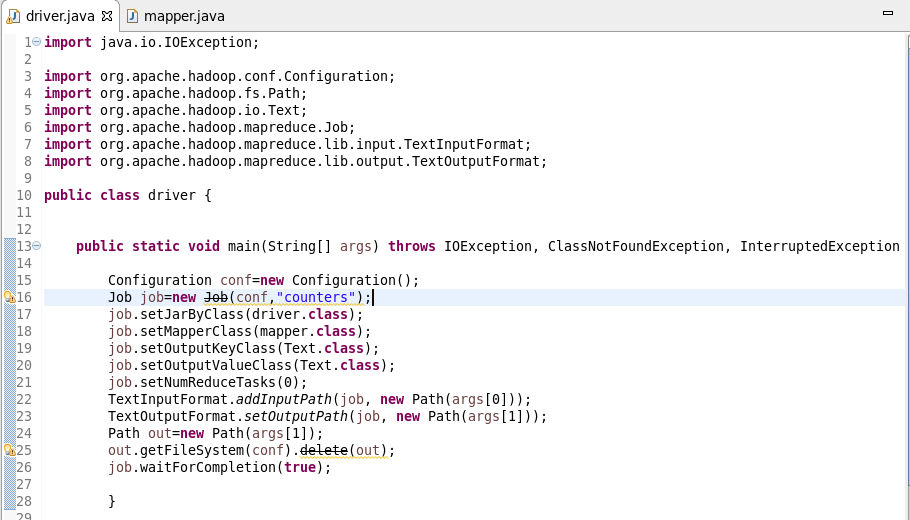 driver.java mapper.java
1 import java.io.IOException;
2
3 import org.apache.hadoop.conf.Configuration;
4 import org.apache.hadoop.fs.Path;
5 import org.apache.hadoop.io.Text;
6 import org.apache.hadoop.mapreduce.Job;
7 import org.apache.hadoop.mapreduce.lib.input.TextInputFormat;
8 import org.apache.hadoop.mapreduce.lib.output.TextOutputFormat;
9
10 public class driver {
11
12
13 public static void main(String[] args) throws IOException, ClassNotFoundException, InterruptedException
14
15 Configuration conf=new Configuration();
16 Job job=new Job(conf,"counters");
17 job.setJarByClass(driver.class);
18 job.setMapperClass(mapper.class);
19 job.setOutputKeyClass(Text.class);
20 job.setOutputValueClass(Text.class);
21 job.setNumReduceTasks(0);
22 TextInputFormat.addInputPath(job, new Path(args[0]));
23 TextOutputFormat.setOutputPath(job, new Path(args[1]));
24 Path out=new Path(args[1]);
25 out.getFileSystem(conf).delete(out);
26 job.waitForCompletion(true);
27
28 }
29